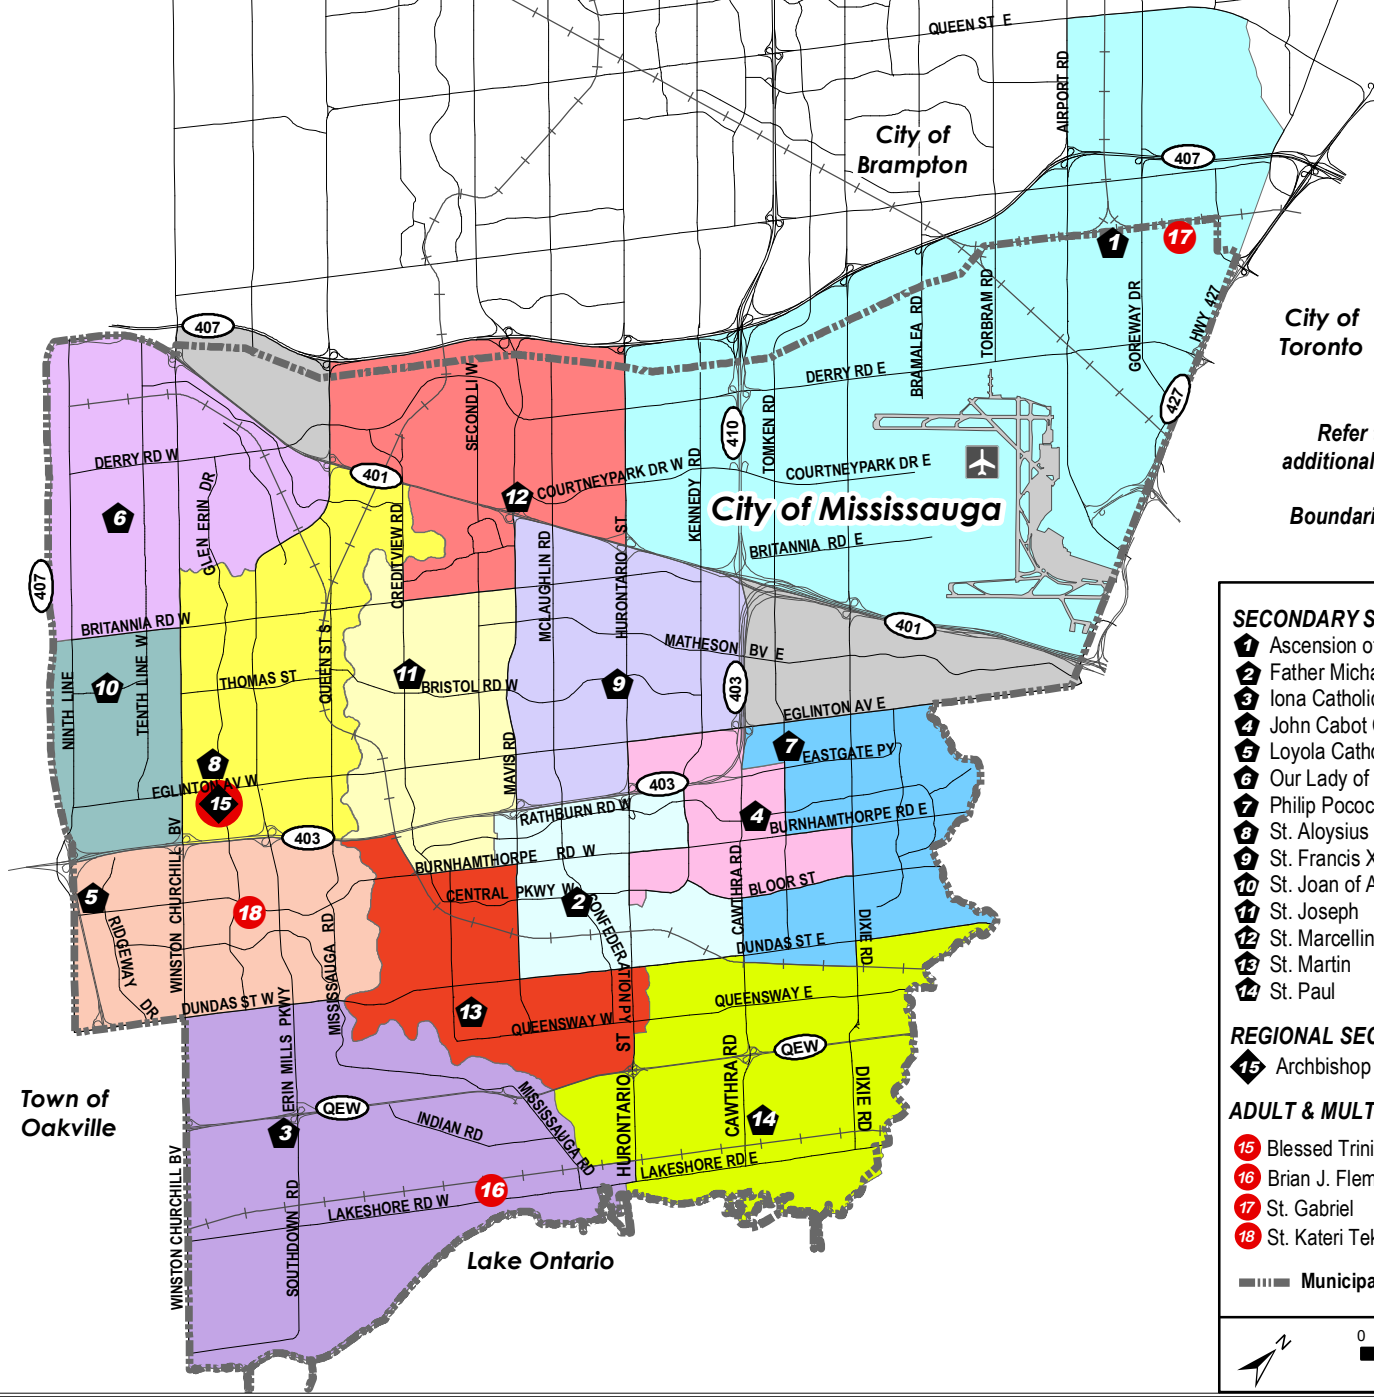 QUEEN ST E
AIRPORT RD
City of
Brampton
407
1
17
TORBRAM RD
BRAMALEA RD
GOREWAY DR
HWY 427
City of
Toronto
407
DERRY RD E
SECOND LI W
427
410
TOMKEN RD
Refer
additional
DERRY RD W
401
COURTNEYPARK DR W
COURTNEYPARK DR E
KENNEDY RD
12
6
GLEN ERIN DR
City of Mississauga
Boundari
CREDITVIEW RD
MCLAUGHLIN RD
HURONTARIO ST
BRITANNIA RD E
407
BRITANNIA RD W
401
TENTH LINE W
NINTH LINE
QUEEN ST S
MATHESON BV E
THOMAS ST
11
BRISTOL RD W
9
10
403
EGLINTON AV E
MAVIS RD
7
EASTGATE PY
8
EGLINTON AV W
15
403
RATHBURN RD W
4
BURNHAMTHORPE RD E
403
WINSTON CHURCHILL BV
BURNHAMTHORPE RD W
CENTRAL PKWY W
BLOOR ST
CAWTHRA RD
5
18
2
CONFEDERATION PY
RIDGEWAY DR
MISSISSAUGA RD
DIXIE RD
DUNDAS ST E
DUNDAS ST W
QUEENSWAY E
13
QUEENSWAY W
ERIN MILLS PKWY
QEW
Town of
Oakville
QEW
HURONTARIO ST
CAWTHRA RD
DIXIE RD
3
INDIAN RD
MISSISSAUGA RD
14
LAKESHORE RD E
16
LAKESHORE RD W
WINSTON CHURCHILL BV
SOUTHDOWN RD
Lake Ontario
SECONDARY S
1 Ascension o
2 Father Micha
3 Iona Catholic
4 John Cabot
5 Loyola Catho
6 Our Lady of
7 Philip Pococ
8 St. Aloysius
9 St. Francis X
10 St. Joan of A
11 St. Joseph
12 St. Marcellin
13 St. Martin
14 St. Paul
REGIONAL SEC
15 Archbishop
ADULT & MULT
15 Blessed Trini
16 Brian J. Flem
17 St. Gabriel
18 St. Kateri Tek
Municipa
N
0